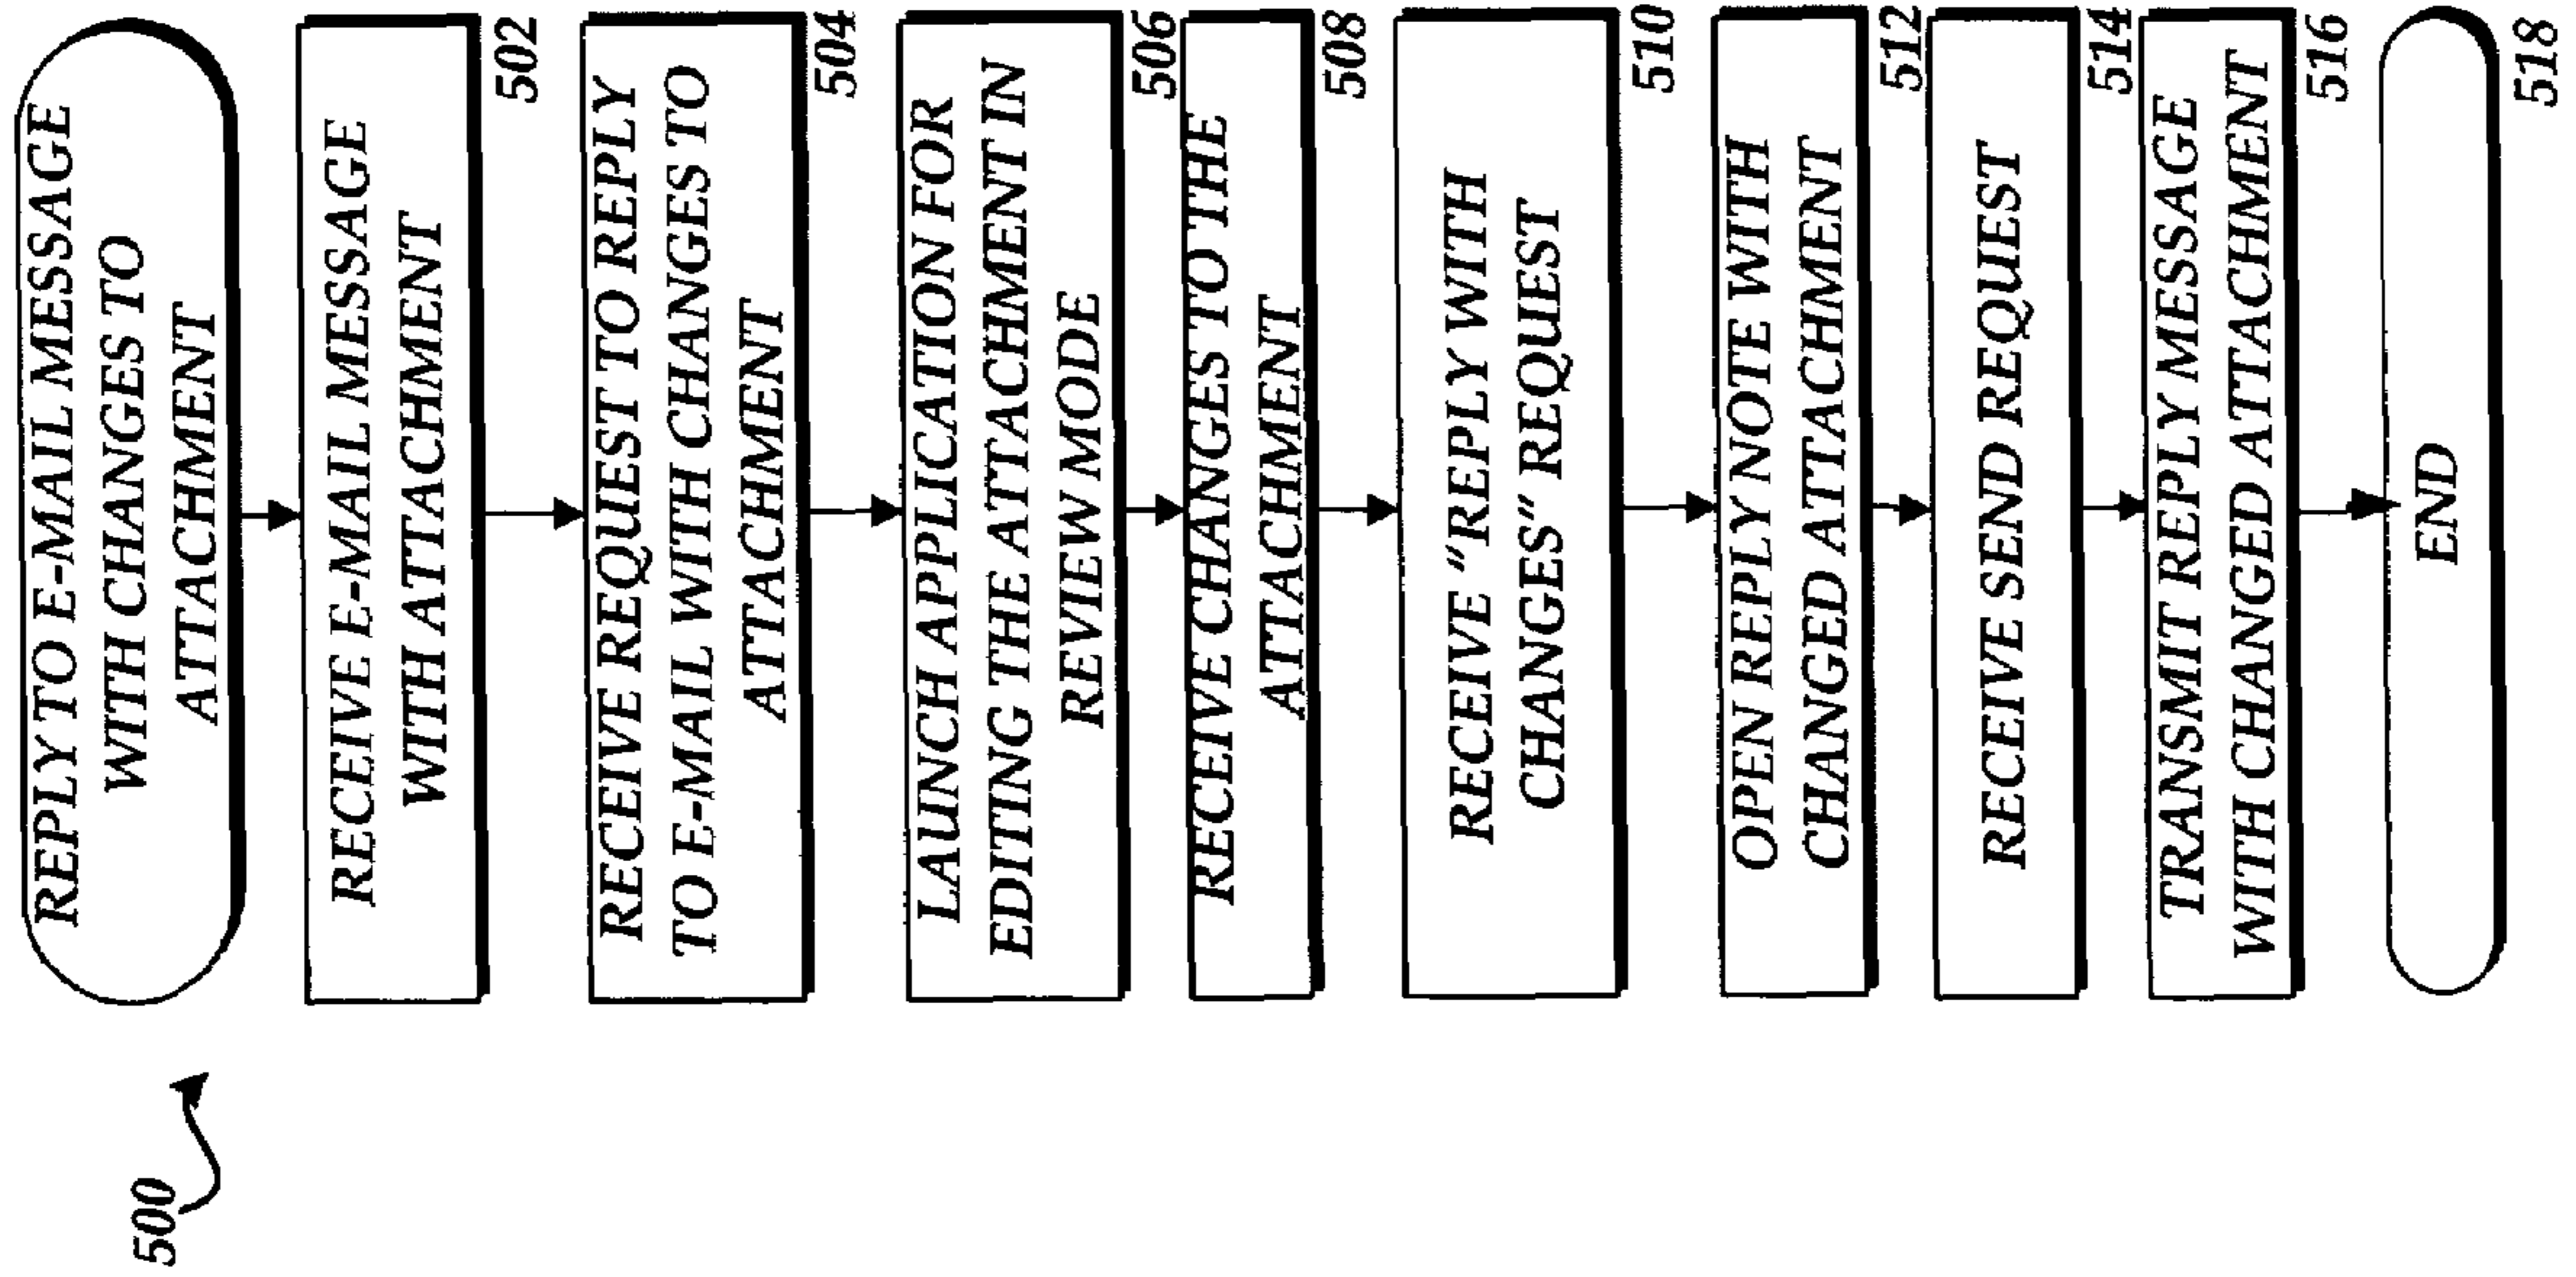 500
REPLY TO E-MAIL MESSAGE
WITH CHANGES TO
ATTACHMENT
RECEIVE E-MAIL MESSAGE
WITH ATTACHMENT
502
RECEIVE REQUEST TO REPLY
TO E-MAIL WITH CHANGES TO
ATTACHMENT
504
LAUNCH APPLICATION FOR
EDITING THE ATTACHMENT IN
REVIEW MODE
506
RECEIVE CHANGES TO THE
ATTACHMENT
508
RECEIVE "REPLY WITH
CHANGES" REQUEST
510
OPEN REPLY NOTE WITH
CHANGED ATTACHMENT
512
RECEIVE SEND REQUEST
514
TRANSMIT REPLY MESSAGE
WITH CHANGED ATTACHMENT
516
END
518